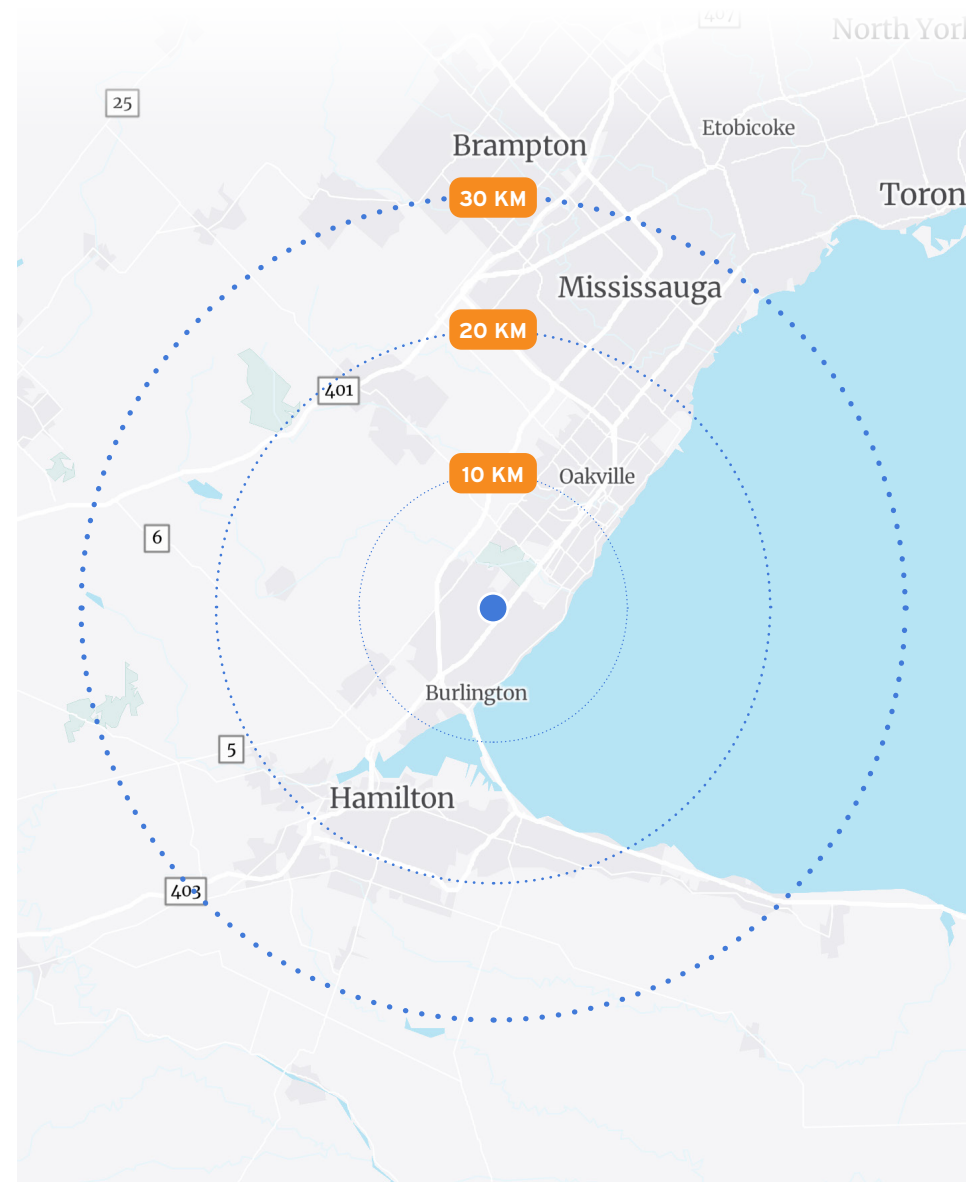 407
North York
25
Etobicoke
Brampton
Toron
30 KM
Mississauga
20 KM
401
10 KM
Oakville
6
Burlington
5
Hamilton
403